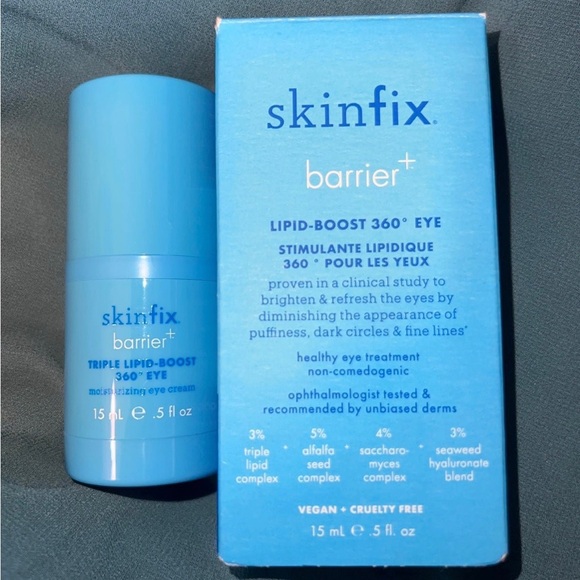 skinfix.
barrier+
TRIPLE LIPID-BOOST
360™ EYE
moisturizing eye cream
15 mL ℮ .5 fl oz
skinfix.
barrier+
LIPID-BOOST 360° EYE
STIMULANTE LIPIDIQUE
360 ° POUR LES YEUX
proven in a clinical study to
brighten & refresh the eyes by
diminishing the appearance of
puffiness, dark circles & fine lines*
healthy eye treatment
non-comedogenic
ophthalmologist tested &
recommended by unbiased derms
3% 5% 4% 3%
triple * alfalfa * saccharo- * seaweed
lipid seed myces hyaluronate
complex complex complex blend
VEGAN + CRUELTY FREE
15 mL ℮ .5 fl. oz